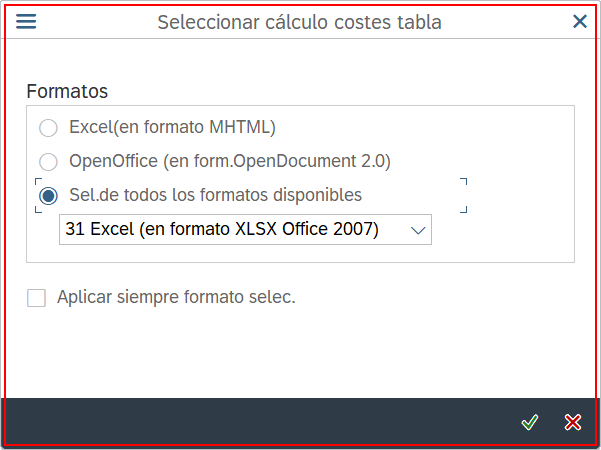 Seleccionar cálculo costes tabla
Formatos
Excel(en formato MHTML)
OpenOffice (en form.OpenDocument 2.0)
Sel.de todos los formatos disponibles
31 Excel (en formato XLSX Office 2007)
Aplicar siempre formato selec.